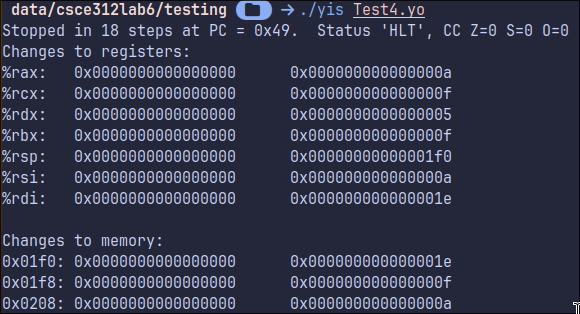 data/csce312lab6/testing → ./yis Test4.yo
Stopped in 18 steps at PC = 0x49.  Status 'HLT', CC Z=0 S=0 O=0
Changes to registers:
%rax:   0x0000000000000000      0x000000000000000a
%rcx:   0x0000000000000000      0x000000000000000f
%rdx:   0x0000000000000000      0x0000000000000005
%rbx:   0x0000000000000000      0x000000000000000f
%rsp:   0x0000000000000000      0x00000000000001f0
%rsi:   0x0000000000000000      0x000000000000000a
%rdi:   0x0000000000000000      0x000000000000001e
Changes to memory:
0x01f0: 0x0000000000000000      0x000000000000001e
0x01f8: 0x0000000000000000      0x000000000000000f
0x0208: 0x0000000000000000      0x000000000000000a